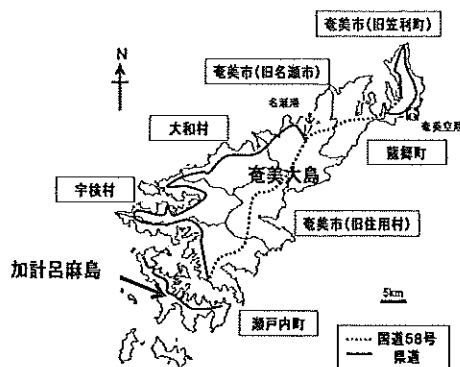 奄美市(旧笠利町)
N
奄美市(旧名瀬市)
名瀬港
大和村
奄美空港
龍郷町
奄美大島
宇検村
奄美市(旧住用村)
加計呂麻島
5km
瀬戸内町
国道58号
県道